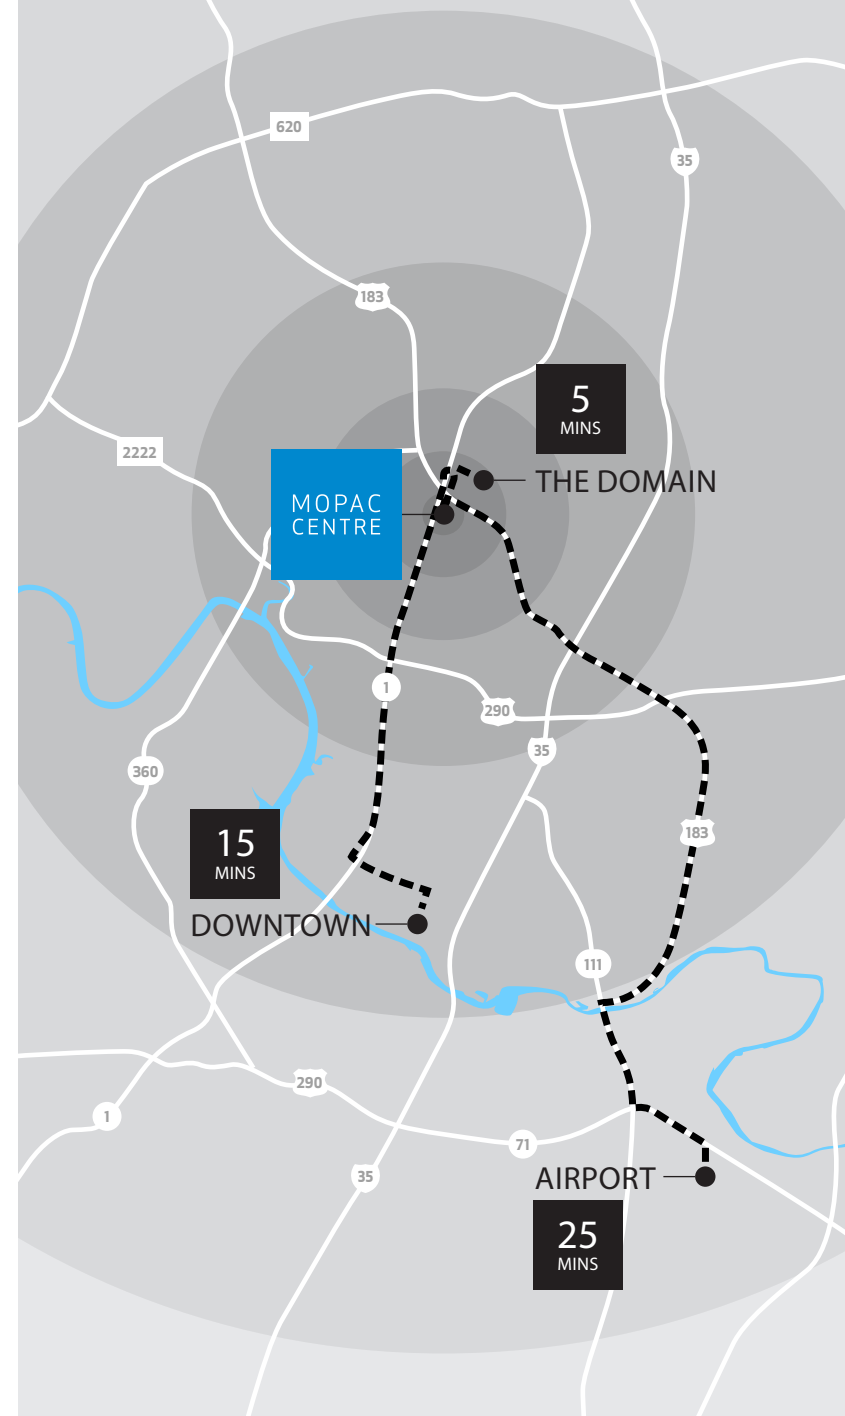 620
35
183
5
MINS
2222
THE DOMAIN
MOPAC
CENTRE
1
290
35
360
15
MINS
183
DOWNTOWN
111
290
1
71
35
AIRPORT
25
MINS